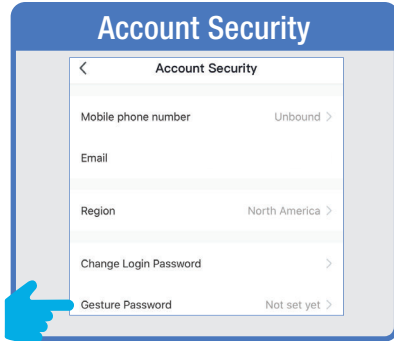 Account Security
Account Security
Mobile phone number Unbound
Email
Region North America
Change Login Password
Gesture Password Not set yet